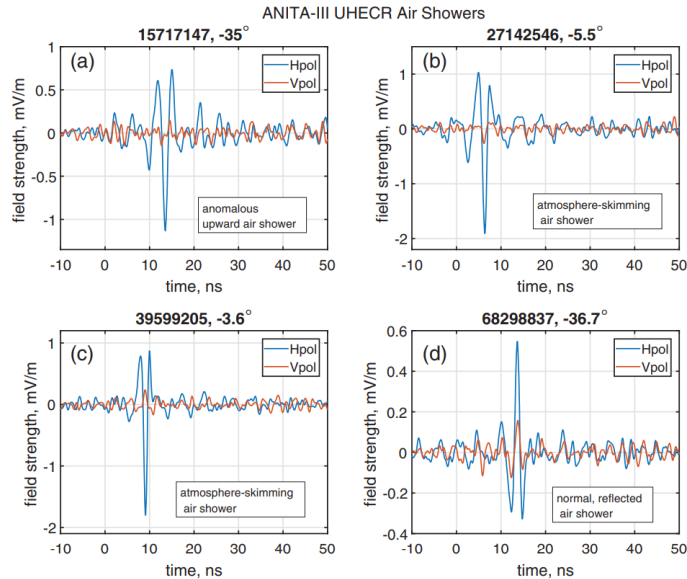 ANITA-III UHECR Air Showers
15717147, -35°
(a)
Hpol
Vpol
1
0.5
0
-0.5
-1
field strength, mV/m
anomalous
upward air shower
-10 0 10 20 30 40 50
time, ns
27142546, -5.5°
(b)
Hpol
Vpol
1
0
-1
-2
field strength, mV/m
atmosphere-skimming
air shower
-10 0 10 20 30 40 50
time, ns
39599205, -3.6°
(c)
Hpol
Vpol
1
0
-1
-2
field strength, mV/m
atmosphere-skimming
air shower
-10 0 10 20 30 40 50
time, ns
68298837, -36.7°
(d)
Hpol
Vpol
0.6
0.4
0.2
0
-0.2
-0.4
field strength, mV/m
normal, reflected
air shower
-10 0 10 20 30 40 50
time, ns